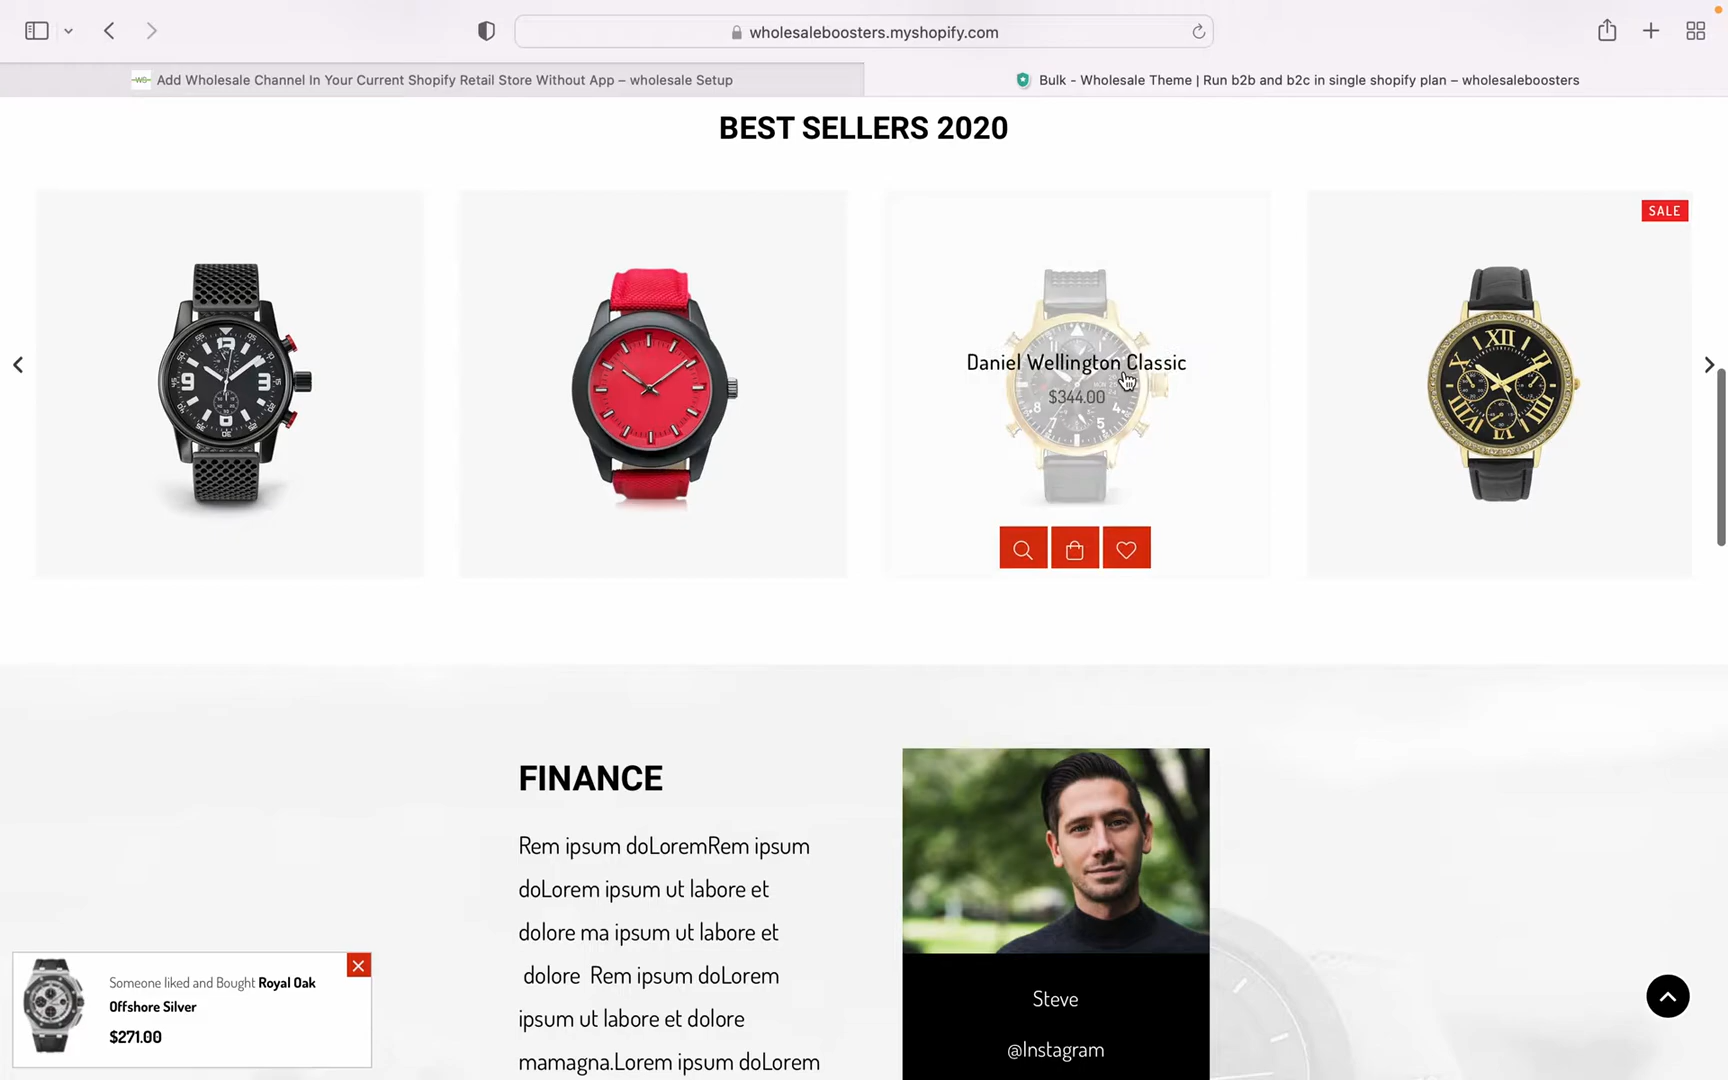 wholesaleboosters.myshopify.com
Add Wholesale Channel In Your Current Shopify Retail Store Without App – wholesale Setup
Bulk - Wholesale Theme | Run b2b and b2c in single shopify plan – wholesaleboosters
BEST SELLERS 2020
SALE
Daniel Wellington Classic
$344.00
FINANCE
Rem ipsum doLoremRem ipsum
doLorem ipsum ut labore et
dolore ma ipsum ut labore et
dolore Rem ipsum doLorem
ipsum ut labore et dolore
mamagna.Lorem ipsum doLorem
Steve
@Instagram
Someone liked and Bought Royal Oak
Offshore Silver
$271.00